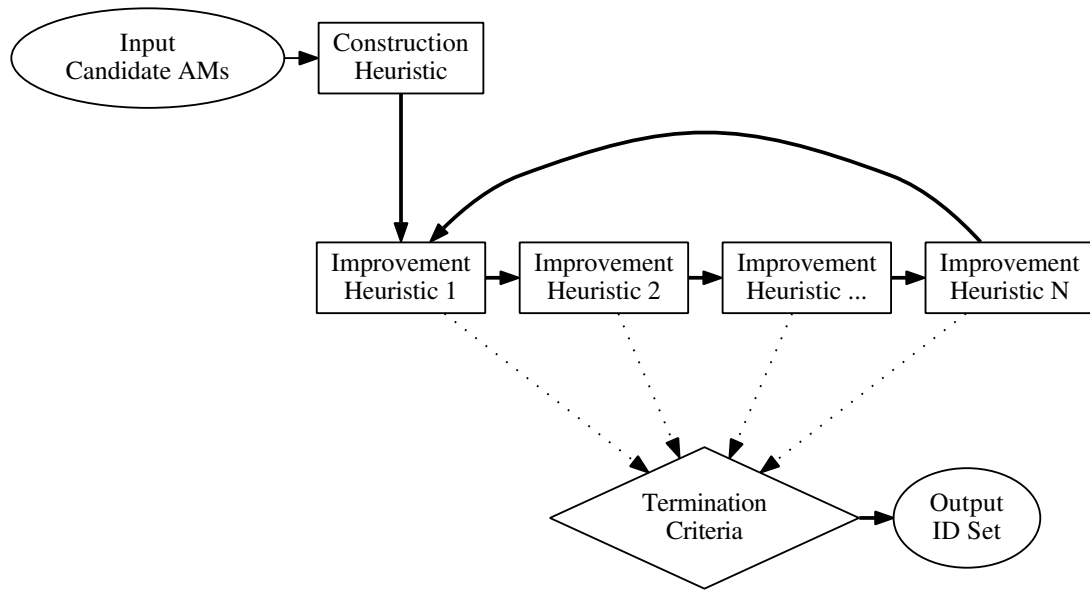 Input
Candidate AMs
Construction
Heuristic
Improvement
Heuristic 1
Improvement
Heuristic 2
Improvement
Heuristic ...
Improvement
Heuristic N
Termination
Criteria
Output
ID Set